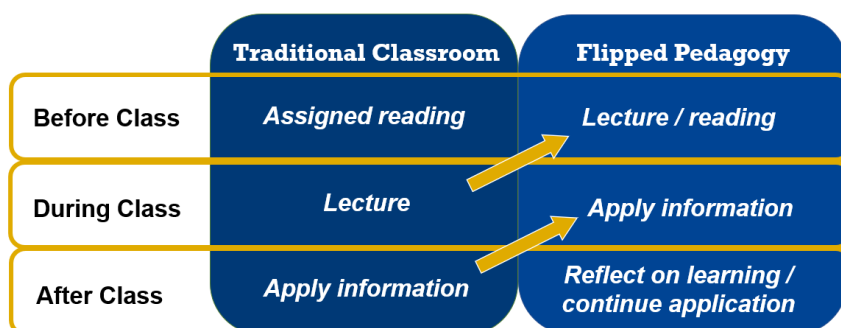 Traditional Classroom
Flipped Pedagogy
Before Class
Assigned reading
Lecture / reading
During Class
Lecture
Apply information
After Class
Apply information
Reflect on learning /
continue application